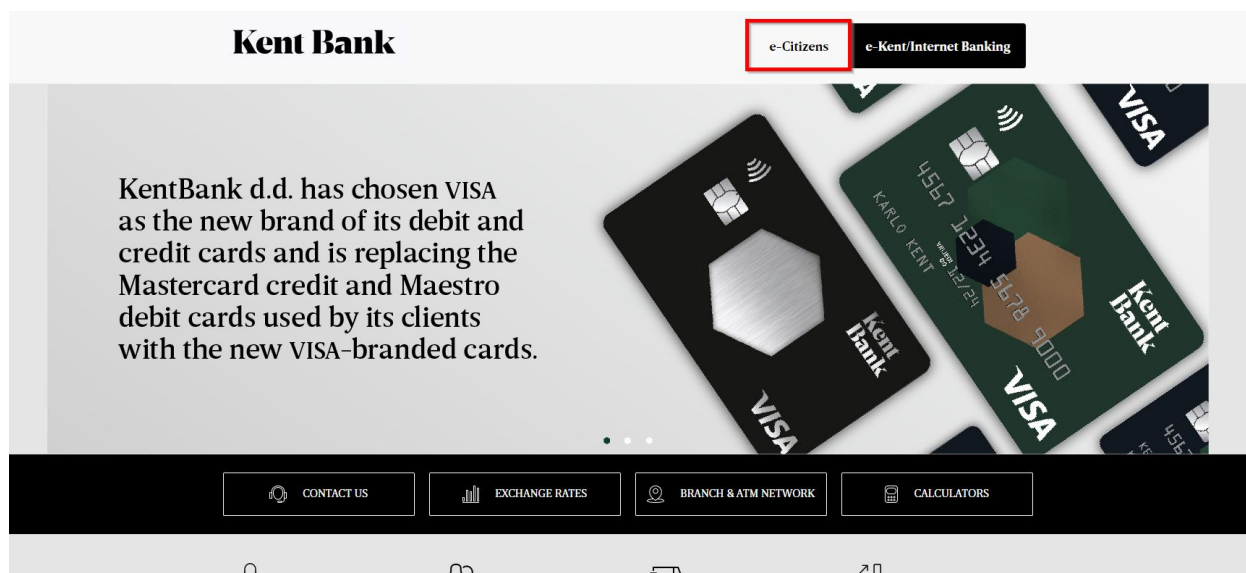 Kent Bank
e-Citizens
e-Kent/Internet Banking
KentBank d.d. has chosen VISA
as the new brand of its debit and
credit cards and is replacing the
Mastercard credit and Maestro
debit cards used by its clients
with the new VISA-branded cards.
VISA
Kent
Bank
VISA
4567 1234 5678 9000
KARLO KENT
12/24
Kent
Bank
VISA
CONTACT US
EXCHANGE RATES
BRANCH & ATM NETWORK
CALCULATORS